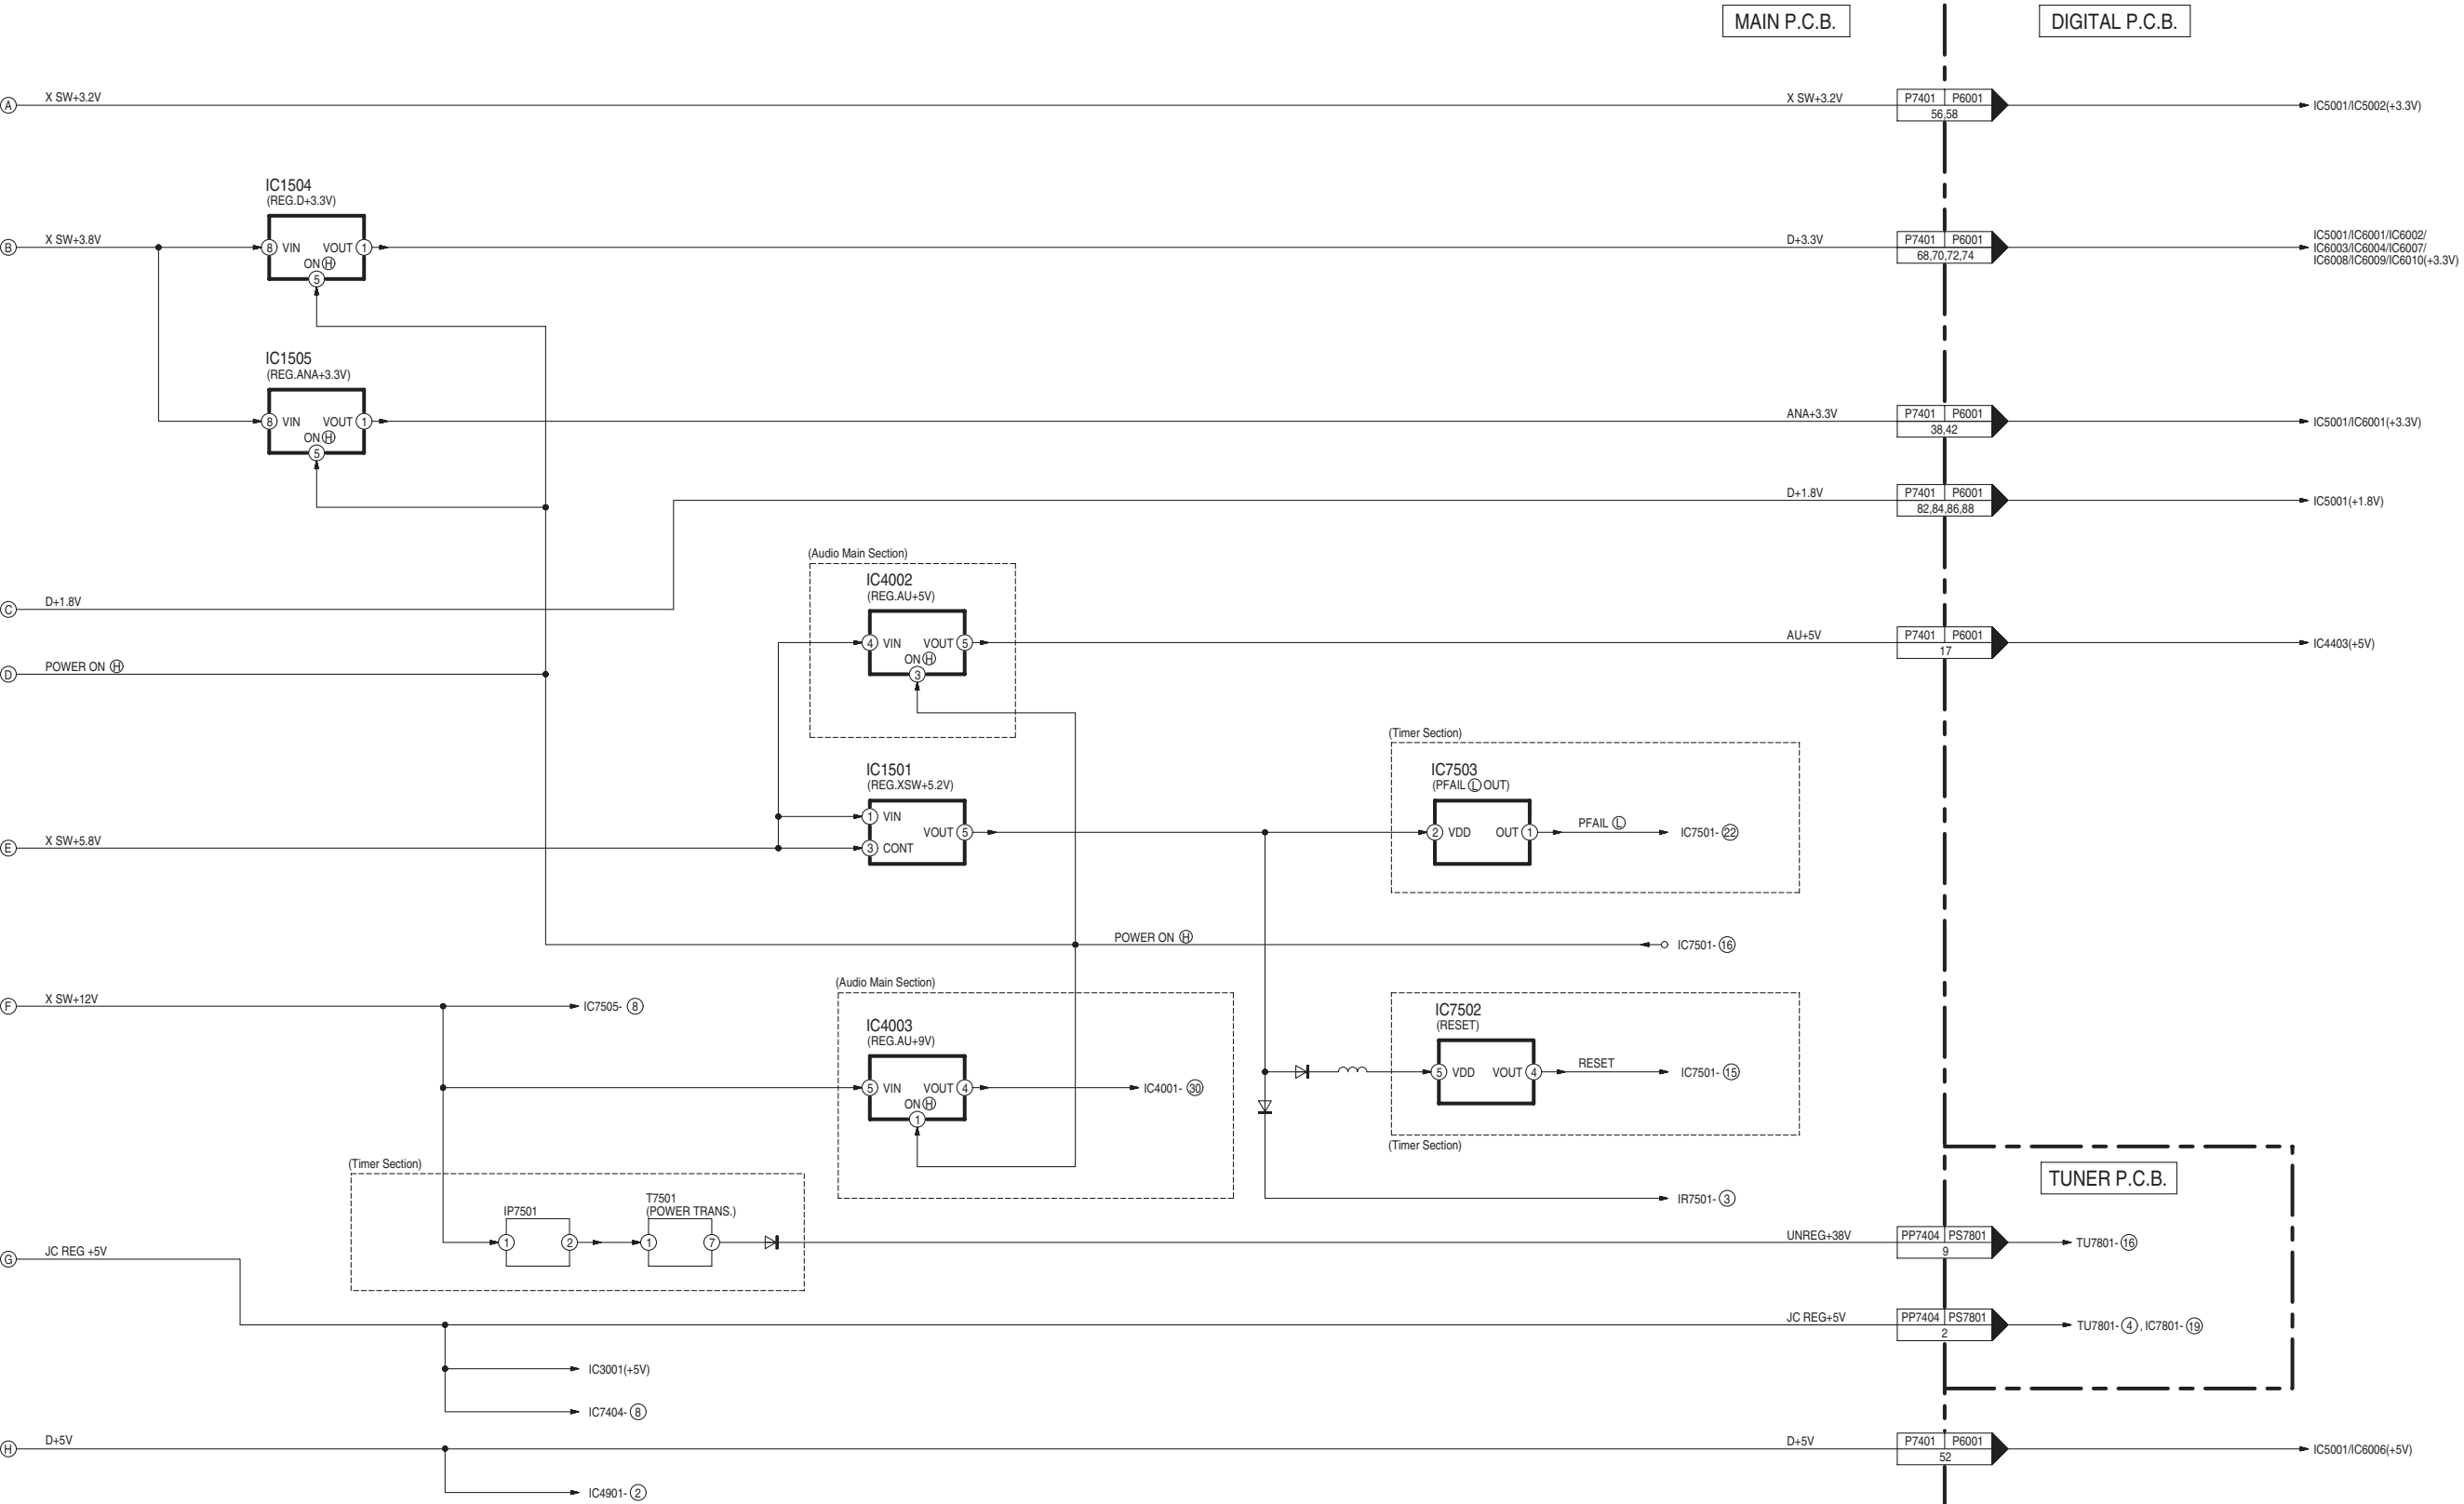 MAIN P.C.B.
DIGITAL P.C.B.
A X SW+3.2V
X SW+3.2V
P7401 P6001
56,58
IC5001/IC5002(+3.3V)
IC1504
(REG.D+3.3V)
B X SW+3.8V
8 VIN VOUT 1
ON H
5
D+3.3V
P7401 P6001
68,70,72,74
IC5001/IC6001/IC6002/
IC6003/IC6004/IC6007/
IC6008/IC6009/IC6010(+3.3V)
IC1505
(REG.ANA+3.3V)
8 VIN VOUT 1
ON H
5
ANA+3.3V
P7401 P6001
38,42
IC5001/IC6001(+3.3V)
D+1.8V
P7401 P6001
82,84,86,88
IC5001(+1.8V)
C D+1.8V
(Audio Main Section)
IC4002
(REG.AU+5V)
4 VIN VOUT 5
ON H
3
AU+5V
P7401 P6001
17
IC4403(+5V)
D POWER ON H
IC1501
(REG.XSW+5.2V)
1 VIN
VOUT 5
3 CONT
E X SW+5.8V
(Timer Section)
IC7503
(PFAIL L OUT)
2 VDD OUT 1
PFAIL L
IC7501- 22
POWER ON H
IC7501- 16
F X SW+12V
IC7505- 8
(Audio Main Section)
IC4003
(REG.AU+9V)
5 VIN VOUT 4
ON H
1
IC4001- 30
IC7502
(RESET)
5 VDD VOUT 4
RESET
IC7501- 15
(Timer Section)
IR7501- 3
TUNER P.C.B.
(Timer Section)
IP7501
1 2
T7501
(POWER TRANS.)
1 7
UNREG+38V
PP7404 PS7801
9
TU7801- 16
G JC REG +5V
JC REG+5V
PP7404 PS7801
2
TU7801- 4 , IC7801- 19
IC3001(+5V)
IC7404- 8
H D+5V
D+5V
P7401 P6001
52
IC5001/IC6006(+5V)
IC4901- 2